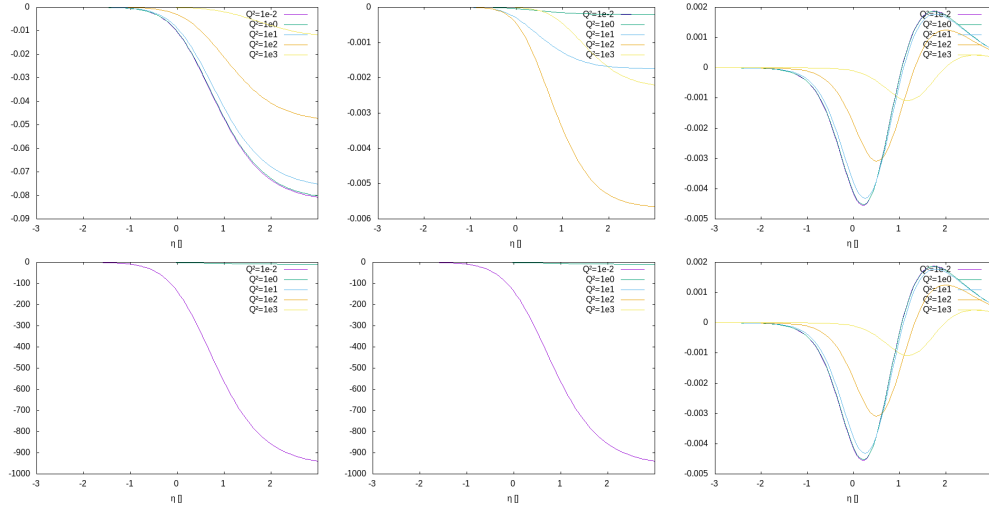 0
-0.01
-0.02
-0.03
-0.04
-0.05
-0.06
-0.07
-0.08
-0.09
-3 -2 -1 0 1 2 3
η []
Q²=1e-2
Q²=1e0
Q²=1e1
Q²=1e2
Q²=1e3
0
-0.001
-0.002
-0.003
-0.004
-0.005
-0.006
-3 -2 -1 0 1 2 3
η []
Q²=1e-2
Q²=1e0
Q²=1e1
Q²=1e2
Q²=1e3
0.002
0.001
0
-0.001
-0.002
-0.003
-0.004
-0.005
-3 -2 -1 0 1 2 3
η []
Q²=1e-2
Q²=1e0
Q²=1e1
Q²=1e2
Q²=1e3
0
-100
-200
-300
-400
-500
-600
-700
-800
-900
-1000
-3 -2 -1 0 1 2 3
η []
Q²=1e-2
Q²=1e0
Q²=1e1
Q²=1e2
Q²=1e3
0
-100
-200
-300
-400
-500
-600
-700
-800
-900
-1000
-3 -2 -1 0 1 2 3
η []
Q²=1e-2
Q²=1e0
Q²=1e1
Q²=1e2
Q²=1e3
0.002
0.001
0
-0.001
-0.002
-0.003
-0.004
-0.005
-3 -2 -1 0 1 2 3
η []
Q²=1e-2
Q²=1e0
Q²=1e1
Q²=1e2
Q²=1e3